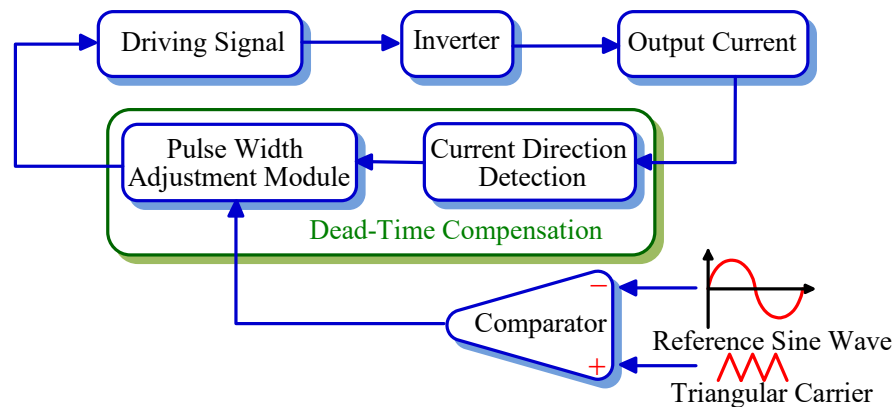 Driving Signal
Inverter
Output Current
Pulse Width
Adjustment Module
Current Direction
Detection
Dead-Time Compensation
−
Comparator
+
Reference Sine Wave
Triangular Carrier